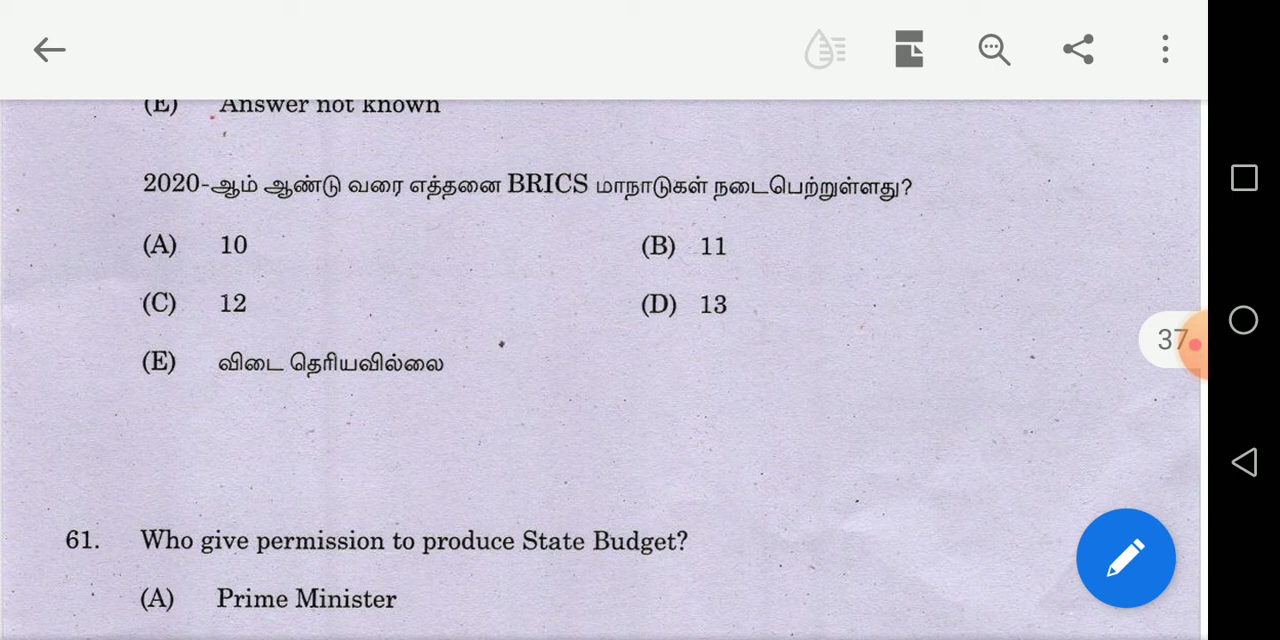 (E) Answer not known
2020-ஆம் ஆண்டு வரை எத்தனை BRICS மாநாடுகள் நடைபெற்றுள்ளது?
(A) 10 (B) 11
(C) 12 (D) 13
37
(E) விடை தெரியவில்லை
61. Who give permission to produce State Budget?
(A) Prime Minister